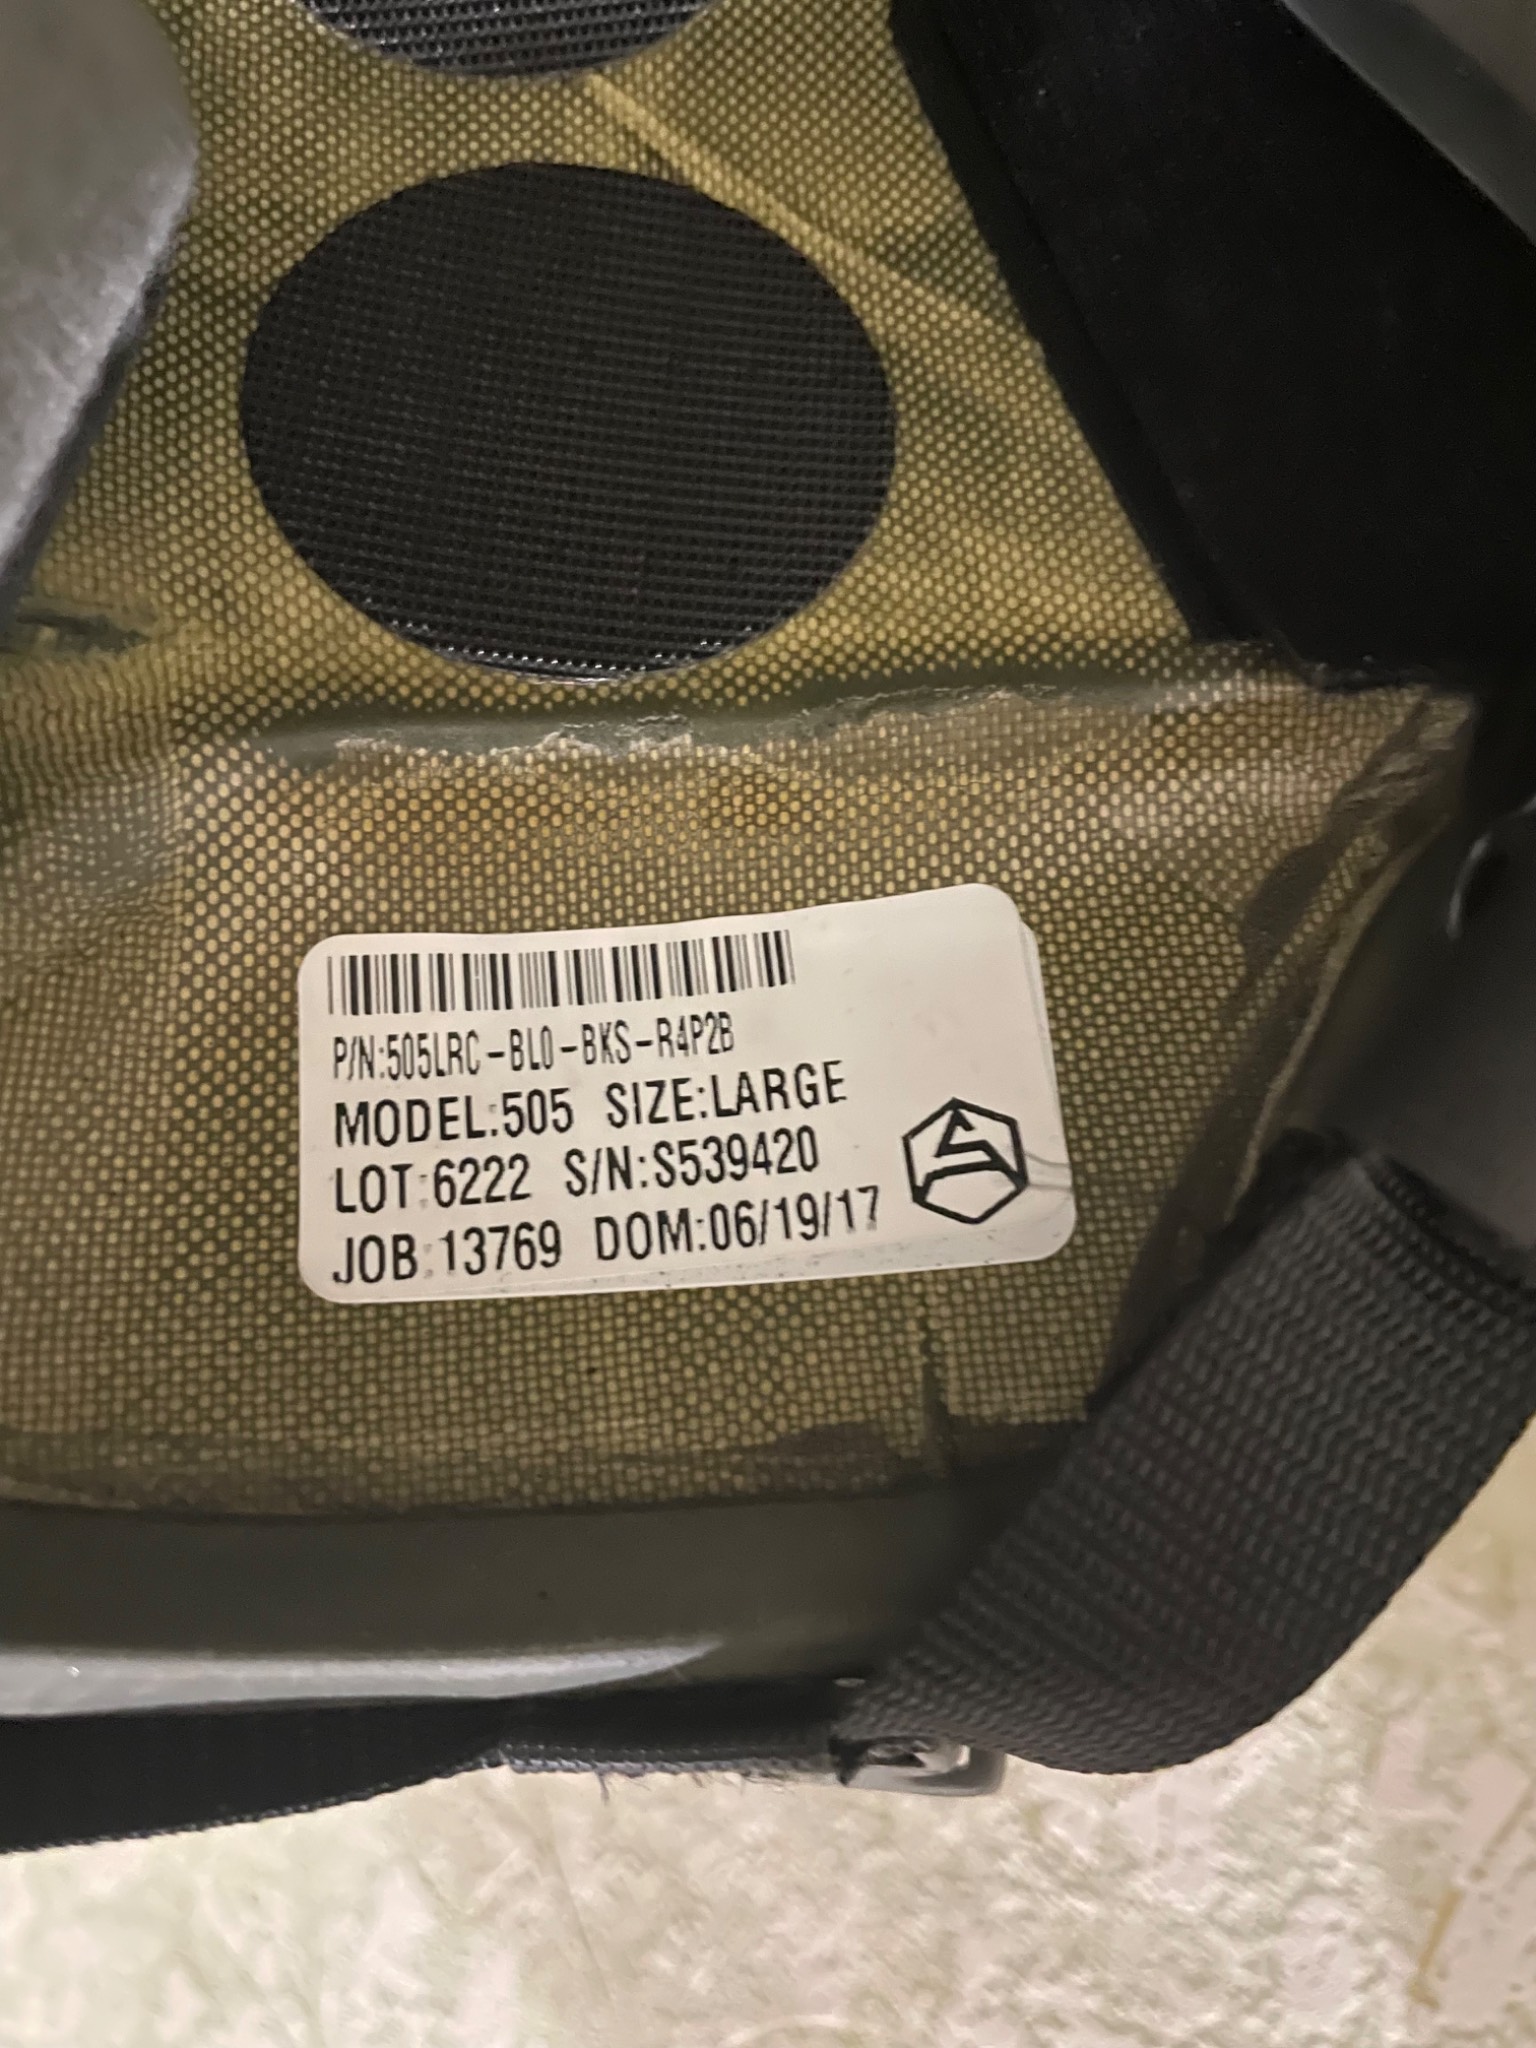 P/N:505LRC-BL0-BKS-R4P2B
MODEL:505 SIZE:LARGE
LOT:6222 S/N:S539420
JOB:13769 DOM:06/19/17